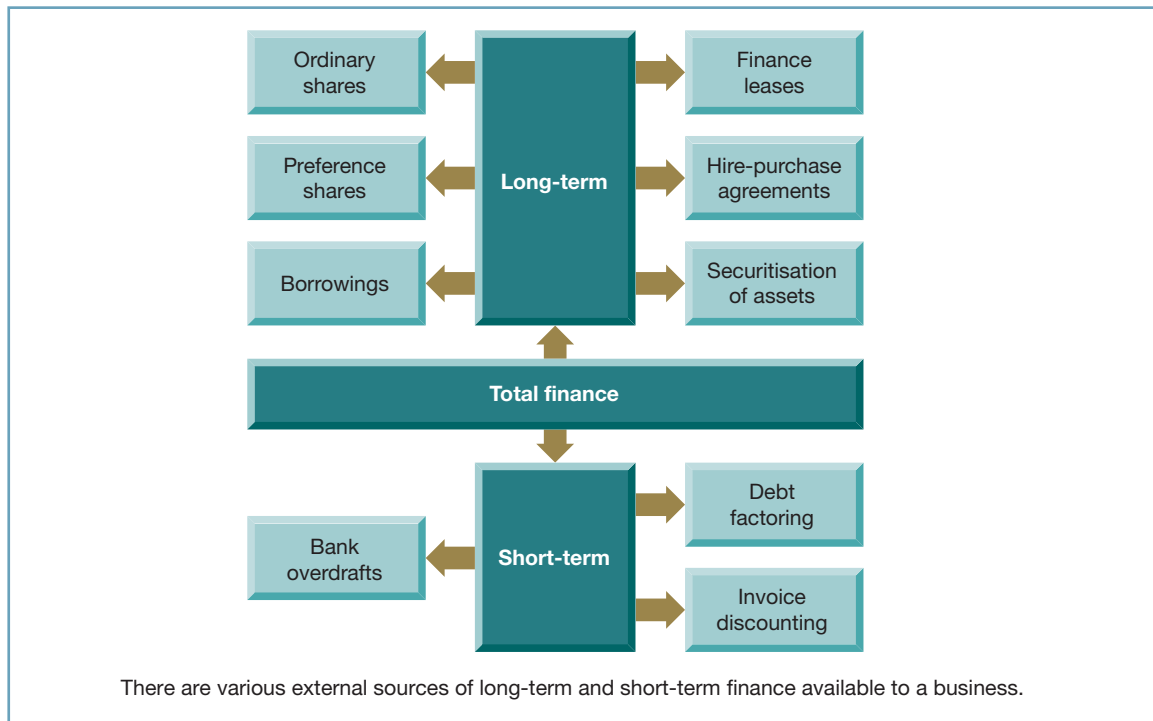 Ordinary
shares
Finance
leases
Preference
shares
Long-term
Hire-purchase
agreements
Borrowings
Securitisation
of assets
Total finance
Bank
overdrafts
Short-term
Debt
factoring
Invoice
discounting
There are various external sources of long-term and short-term finance available to a business.